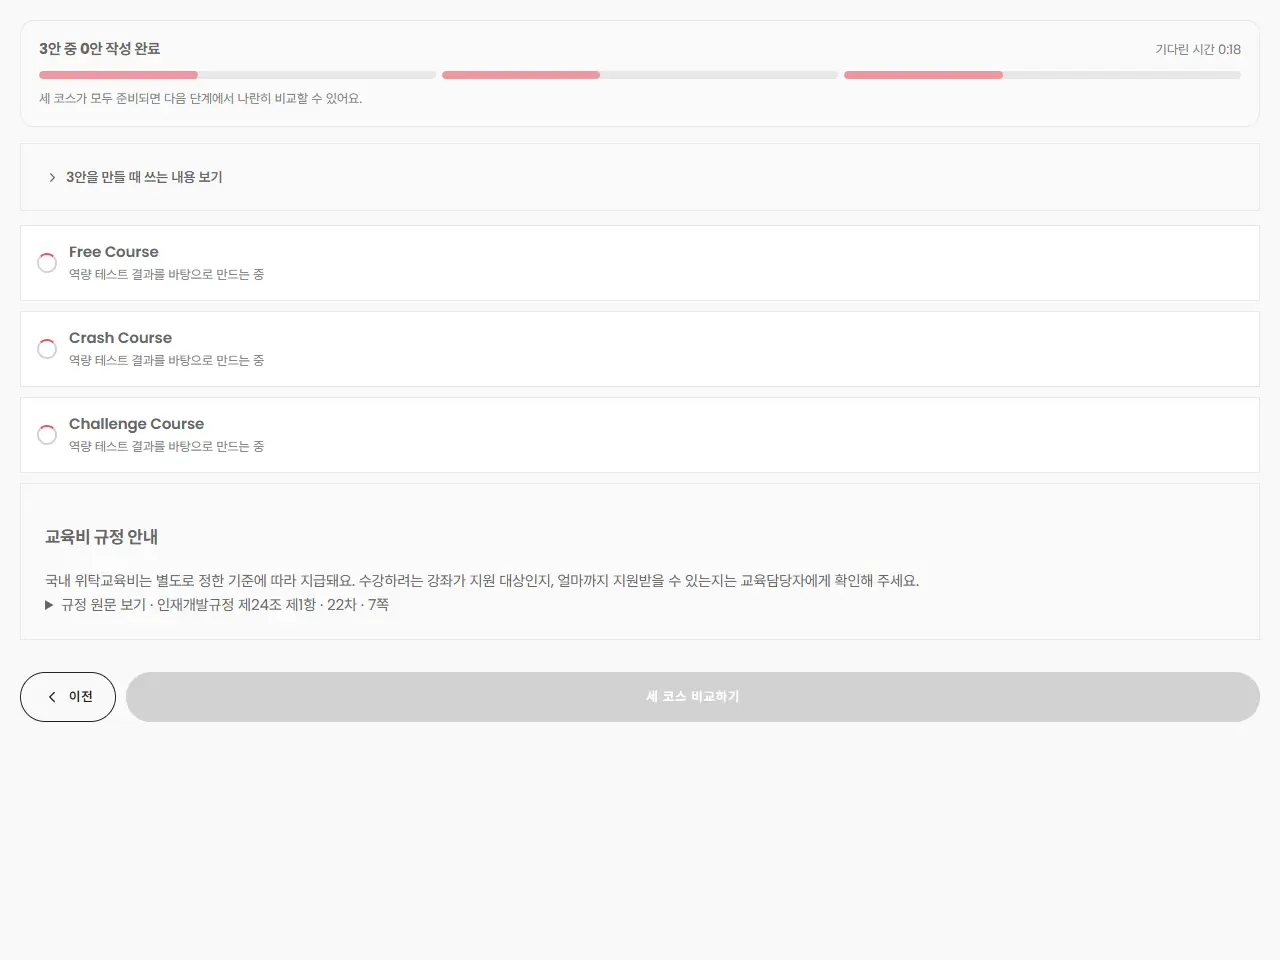 3안 중 0안 작성 완료
기다린 시간 0:18
세 코스가 모두 준비되면 다음 단계에서 나란히 비교할 수 있어요.
3안을 만들 때 쓰는 내용 보기
Free Course
역량 테스트 결과를 바탕으로 만드는 중
Crash Course
역량 테스트 결과를 바탕으로 만드는 중
Challenge Course
역량 테스트 결과를 바탕으로 만드는 중
교육비 규정 안내
국내 위탁교육비는 별도로 정한 기준에 따라 지급돼요. 수강하려는 강좌가 지원 대상인지, 얼마까지 지원받을 수 있는지는 교육담당자에게 확인해 주세요.
▶ 규정 원문 보기 · 인재개발규정 제24조 제1항 · 22차 · 7쪽
이전
세 코스 비교하기